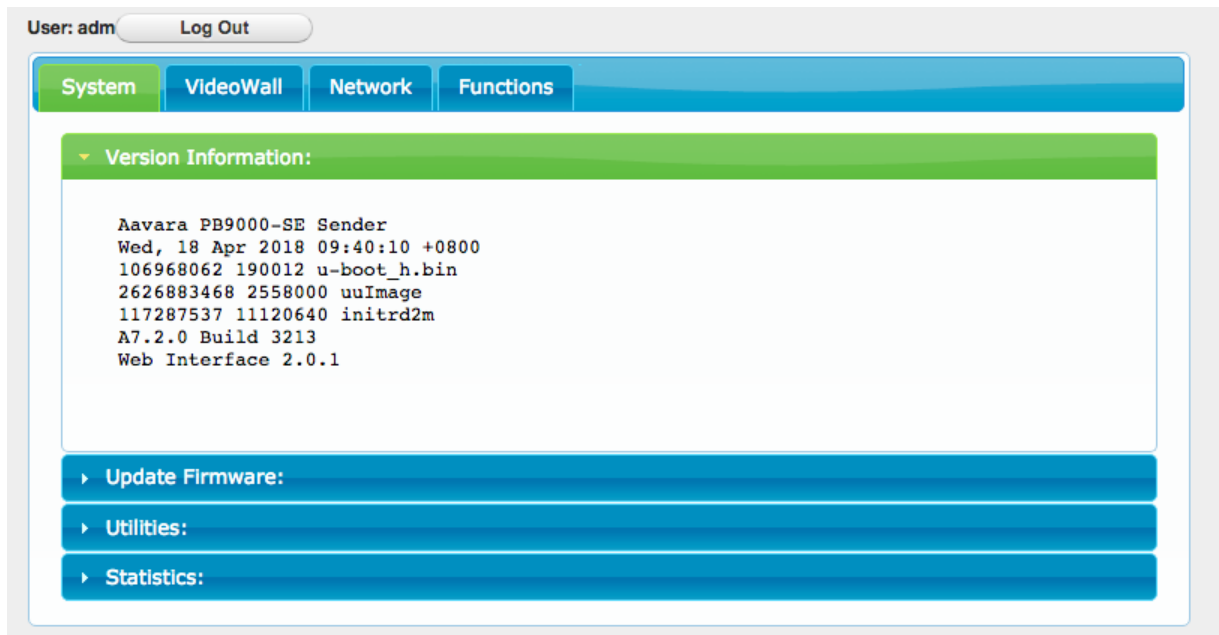 User: adm Log Out
System VideoWall Network Functions
Version Information:
Aavara PB9000-SE Sender
Wed, 18 Apr 2018 09:40:10 +0800
106968062 190012 u-boot_h.bin
2626883468 2558000 uuImage
117287537 11120640 initrd2m
A7.2.0 Build 3213
Web Interface 2.0.1
Update Firmware:
Utilities:
Statistics: